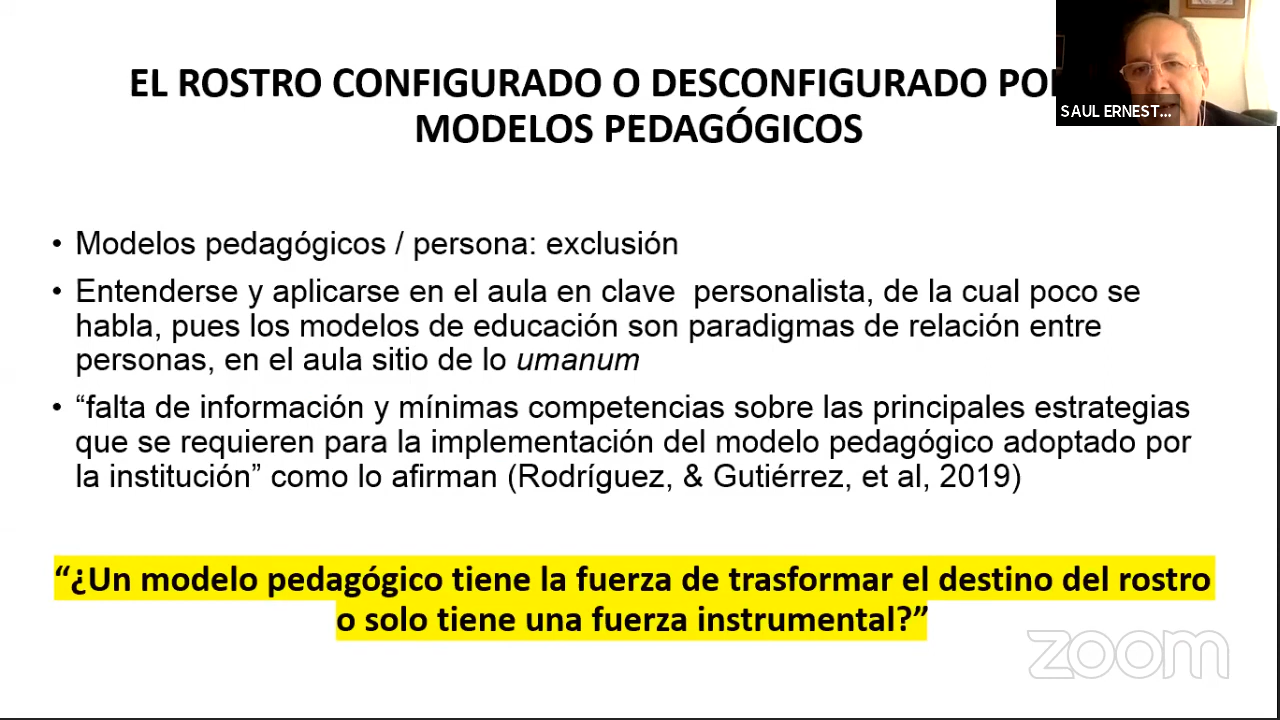 EL ROSTRO CONFIGURADO O DESCONFIGURADO
MODELOS PEDAGÓGICOS
SAUL ERNEST...
• Modelos pedagógicos / persona: exclusión
• Entenderse y aplicarse en el aula en clave personalista, de la cual poco se
habla, pues los modelos de educación son paradigmas de relación entre
personas, en el aula sitio de lo umanum
• “falta de información y mínimas competencias sobre las principales estrategias
que se requieren para la implementación del modelo pedagógico adoptado por
la institución” como lo afirman (Rodríguez, & Gutiérrez, et al, 2019)
“¿Un modelo pedagógico tiene la fuerza de trasformar el destino del rostro
o solo tiene una fuerza instrumental?”
zoom